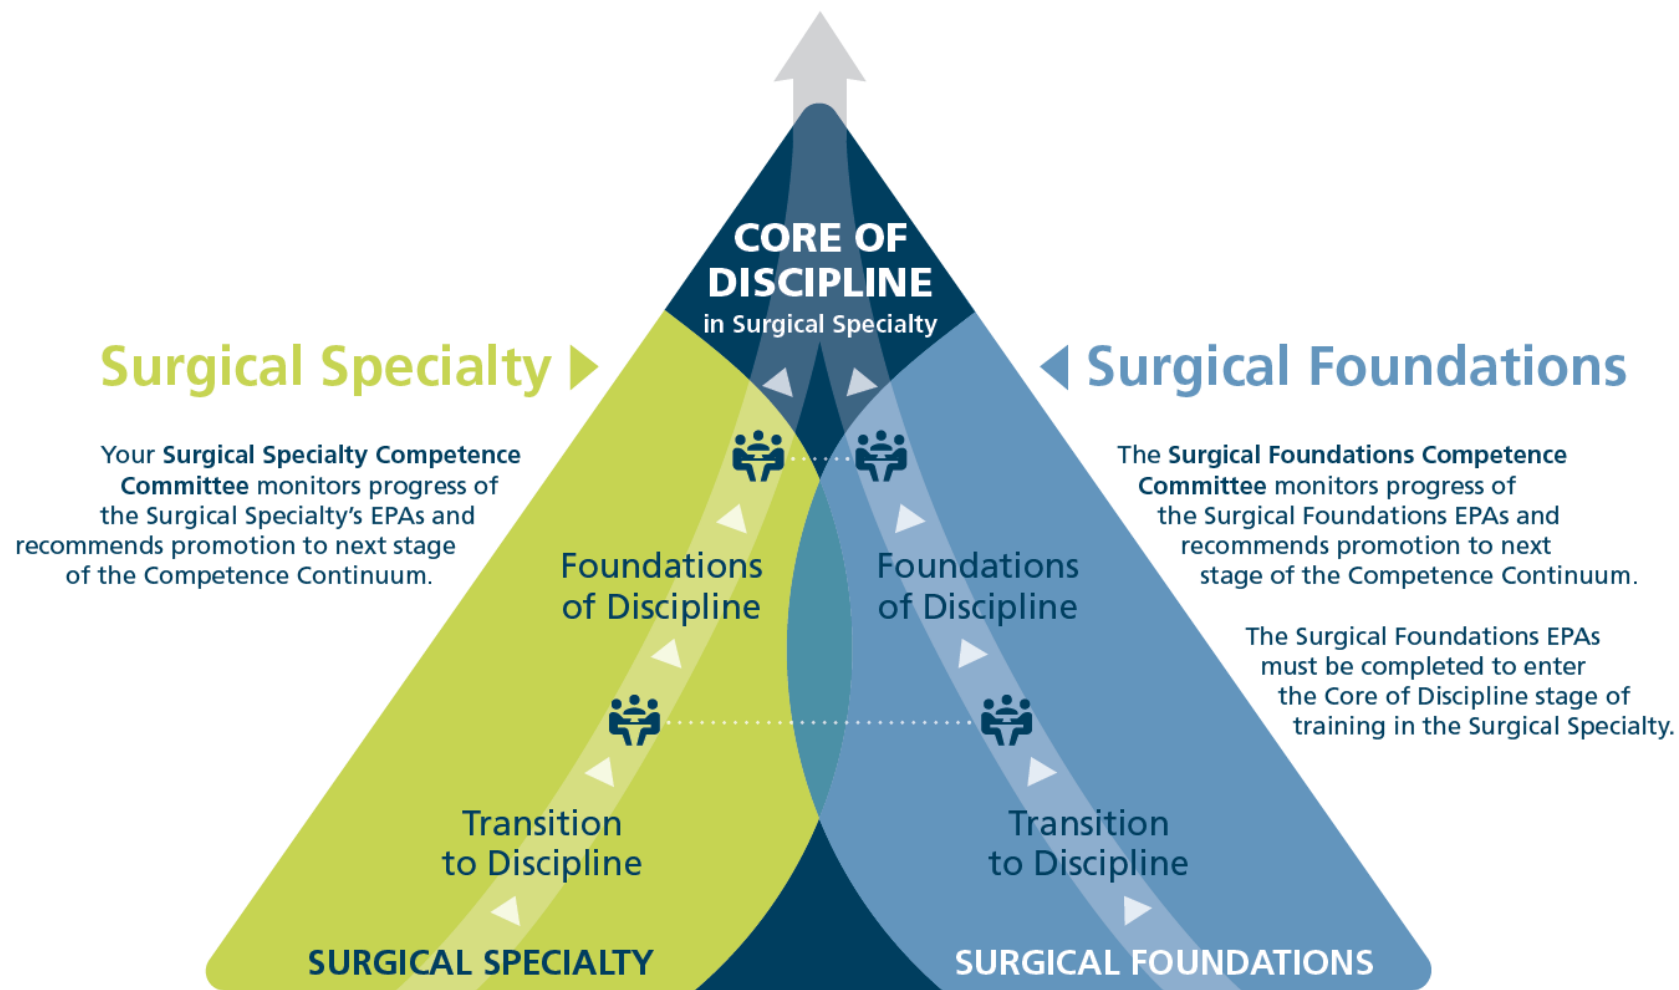 CORE OF
DISCIPLINE
in Surgical Specialty
Surgical Specialty
Your Surgical Specialty Competence
Committee monitors progress of
the Surgical Specialty’s EPAs and
recommends promotion to next stage
of the Competence Continuum.
Surgical Foundations
The Surgical Foundations Competence
Committee monitors progress of
the Surgical Foundations EPAs and
recommends promotion to next
stage of the Competence Continuum.
The Surgical Foundations EPAs
must be completed to enter
the Core of Discipline stage of
training in the Surgical Specialty.
Foundations
of Discipline
Foundations
of Discipline
Transition
to Discipline
Transition
to Discipline
SURGICAL SPECIALTY
SURGICAL FOUNDATIONS